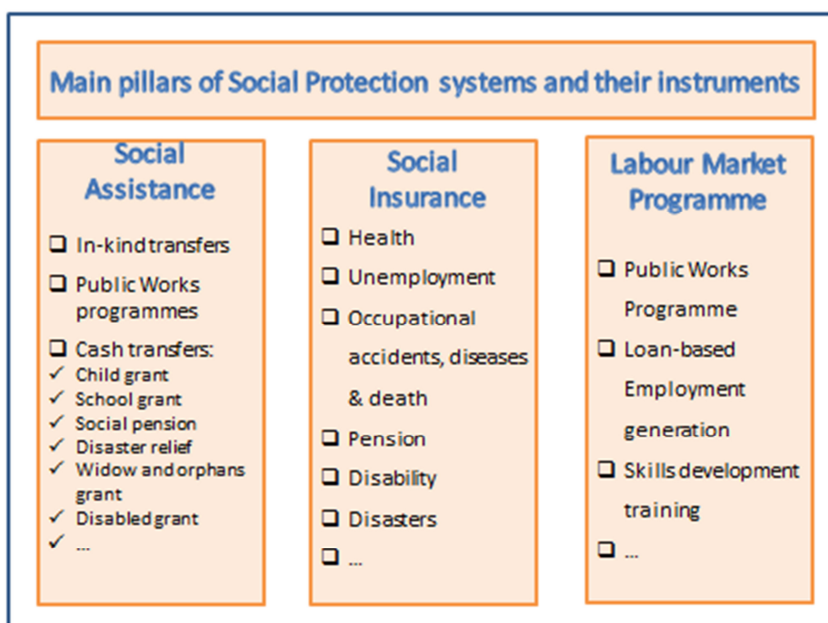 Main pillars of Social Protection systems and their instruments
Social
Assistance
❑ In-kind transfers
❑ Public Works
programmes
❑ Cash transfers:
✓ Child grant
✓ School grant
✓ Social pension
✓ Disaster relief
✓ Widow and orphans
grant
✓ Disabled grant
✓ ...
Social
Insurance
❑ Health
❑ Unemployment
❑ Occupational
accidents, diseases
& death
❑ Pension
❑ Disability
❑ Disasters
❑ ...
Labour Market
Programme
❑ Public Works
Programme
❑ Loan-based
Employment
generation
❑ Skills development
training
❑ ...